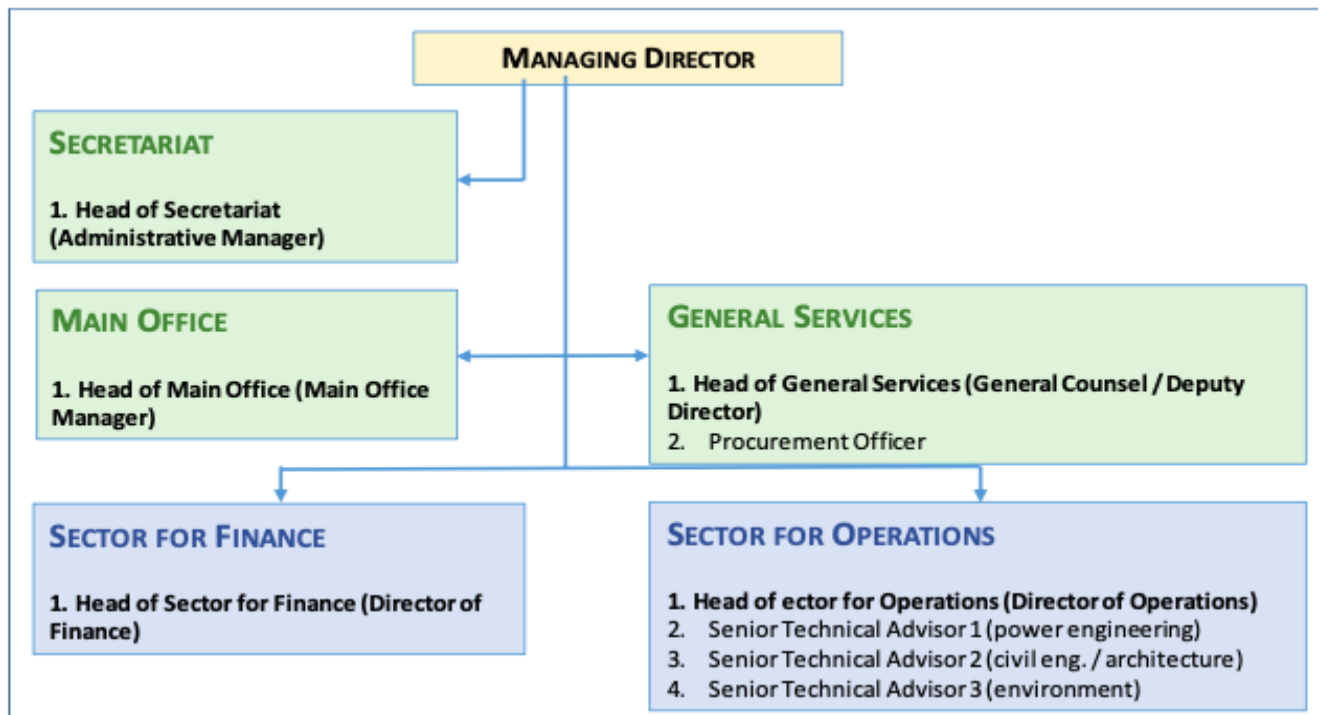 MANAGING DIRECTOR
SECRETARIAT
1. Head of Secretariat
(Administrative Manager)
MAIN OFFICE
1. Head of Main Office (Main Office
Manager)
GENERAL SERVICES
1. Head of General Services (General Counsel / Deputy
Director)
2. Procurement Officer
SECTOR FOR FINANCE
1. Head of Sector for Finance (Director of
Finance)
SECTOR FOR OPERATIONS
1. Head of ector for Operations (Director of Operations)
2. Senior Technical Advisor 1 (power engineering)
3. Senior Technical Advisor 2 (civil eng. / architecture)
4. Senior Technical Advisor 3 (environment)